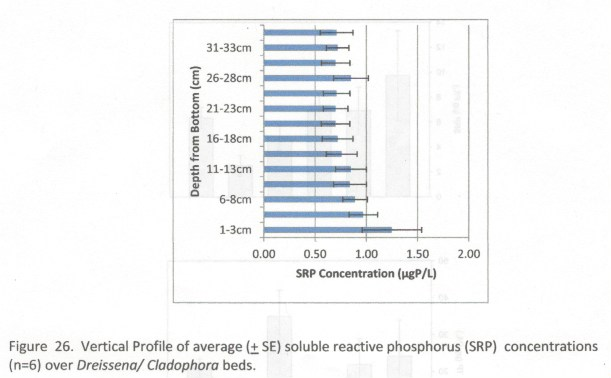 31-33cm
26-28cm
21-23cm
16-18cm
11-13cm
6-8cm
1-3cm
Depth from Bottom (cm)
0.00 0.50 1.00 1.50 2.00
SRP Concentration (µgP/L)
Figure 26. Vertical Profile of average (± SE) soluble reactive phosphorus (SRP) concentrations
(n=6) over Dreissena/ Cladophora beds.